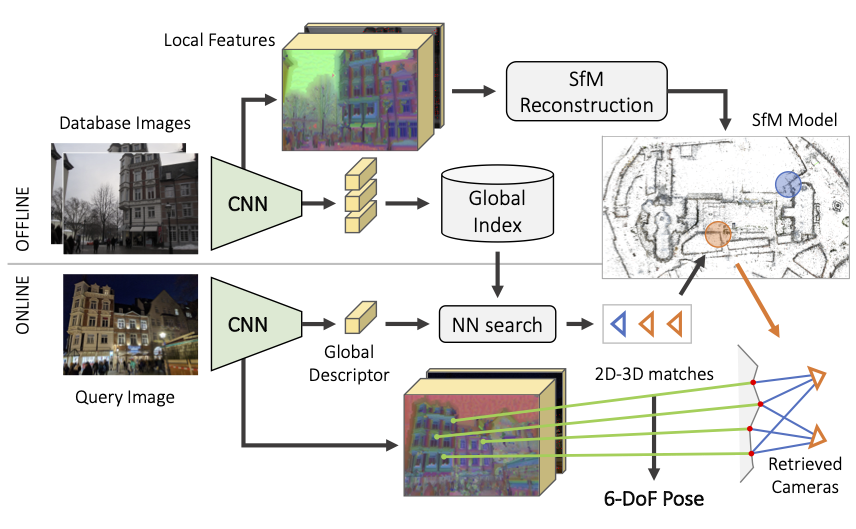 Local Features
SfM
Reconstruction
Database Images
SfM Model
OFFLINE
CNN
Global
Index
ONLINE
CNN
NN search
Global
Descriptor
Query Image
2D-3D matches
Retrieved
Cameras
6-DoF Pose